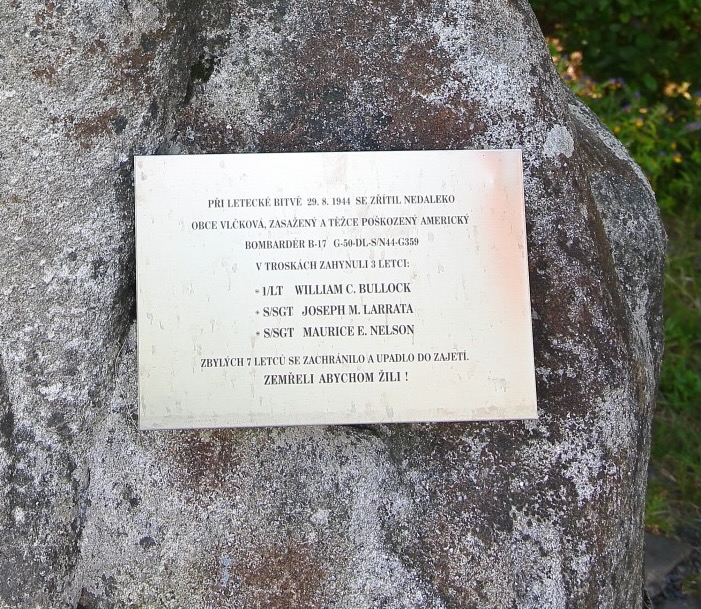 PŘI LETECKÉ BITVĚ 29. 8. 1944 SE ZŘÍTIL NEDALEKO
OBCE VLČKOVÁ, ZASAŽENÝ A TĚŽCE POŠKOZENÝ AMERICKÝ
BOMBARDÉR B-17 G-50-DL-S/N44-G359
V TROSKÁCH ZAHYNULI 3 LETCI:
+ 1/LT WILLIAM C. BULLOCK
+ S/SGT JOSEPH M. LARRATA
+ S/SGT MAURICE E. NELSON
ZBYLÝCH 7 LETCŮ SE ZACHRÁNILO A UPADLO DO ZAJETÍ.
ZEMŘELI ABYCHOM ŽILI !